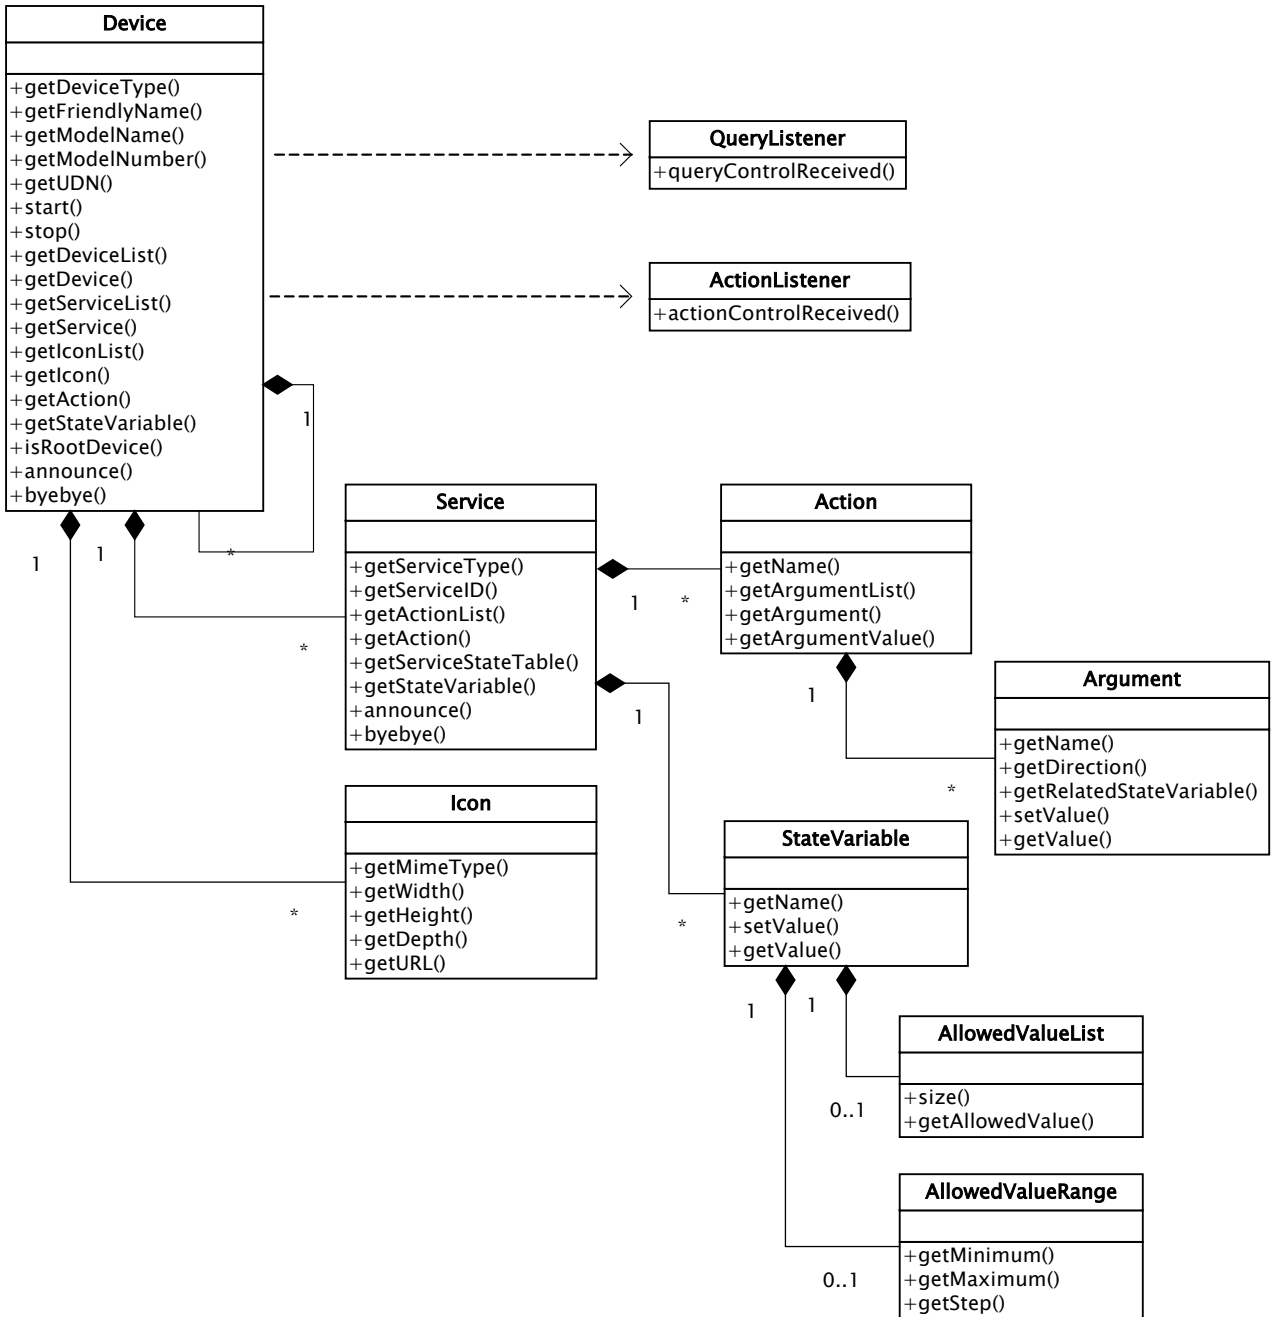 Device
+getDeviceType()
+getFriendlyName()
+getModelName()
+getModelNumber()
+getUDN()
+start()
+stop()
+getDeviceList()
+getDevice()
+getServiceList()
+getService()
+getIconList()
+getIcon()
+getAction()
+getStateVariable()
+isRootDevice()
+announce()
+byebye()
QueryListener
+queryControlReceived()
ActionListener
+actionControlReceived()
1
*
1
1
*
*
Service
+getServiceType()
+getServiceID()
+getActionList()
+getAction()
+getServiceStateTable()
+getStateVariable()
+announce()
+byebye()
1
*
1
*
Action
+getName()
+getArgumentList()
+getArgument()
+getArgumentValue()
1
*
Argument
+getName()
+getDirection()
+getRelatedStateVariable()
+setValue()
+getValue()
Icon
+getMimeType()
+getWidth()
+getHeight()
+getDepth()
+getURL()
StateVariable
+getName()
+setValue()
+getValue()
1
1
0..1
0..1
AllowedValueList
+size()
+getAllowedValue()
AllowedValueRange
+getMinimum()
+getMaximum()
+getStep()